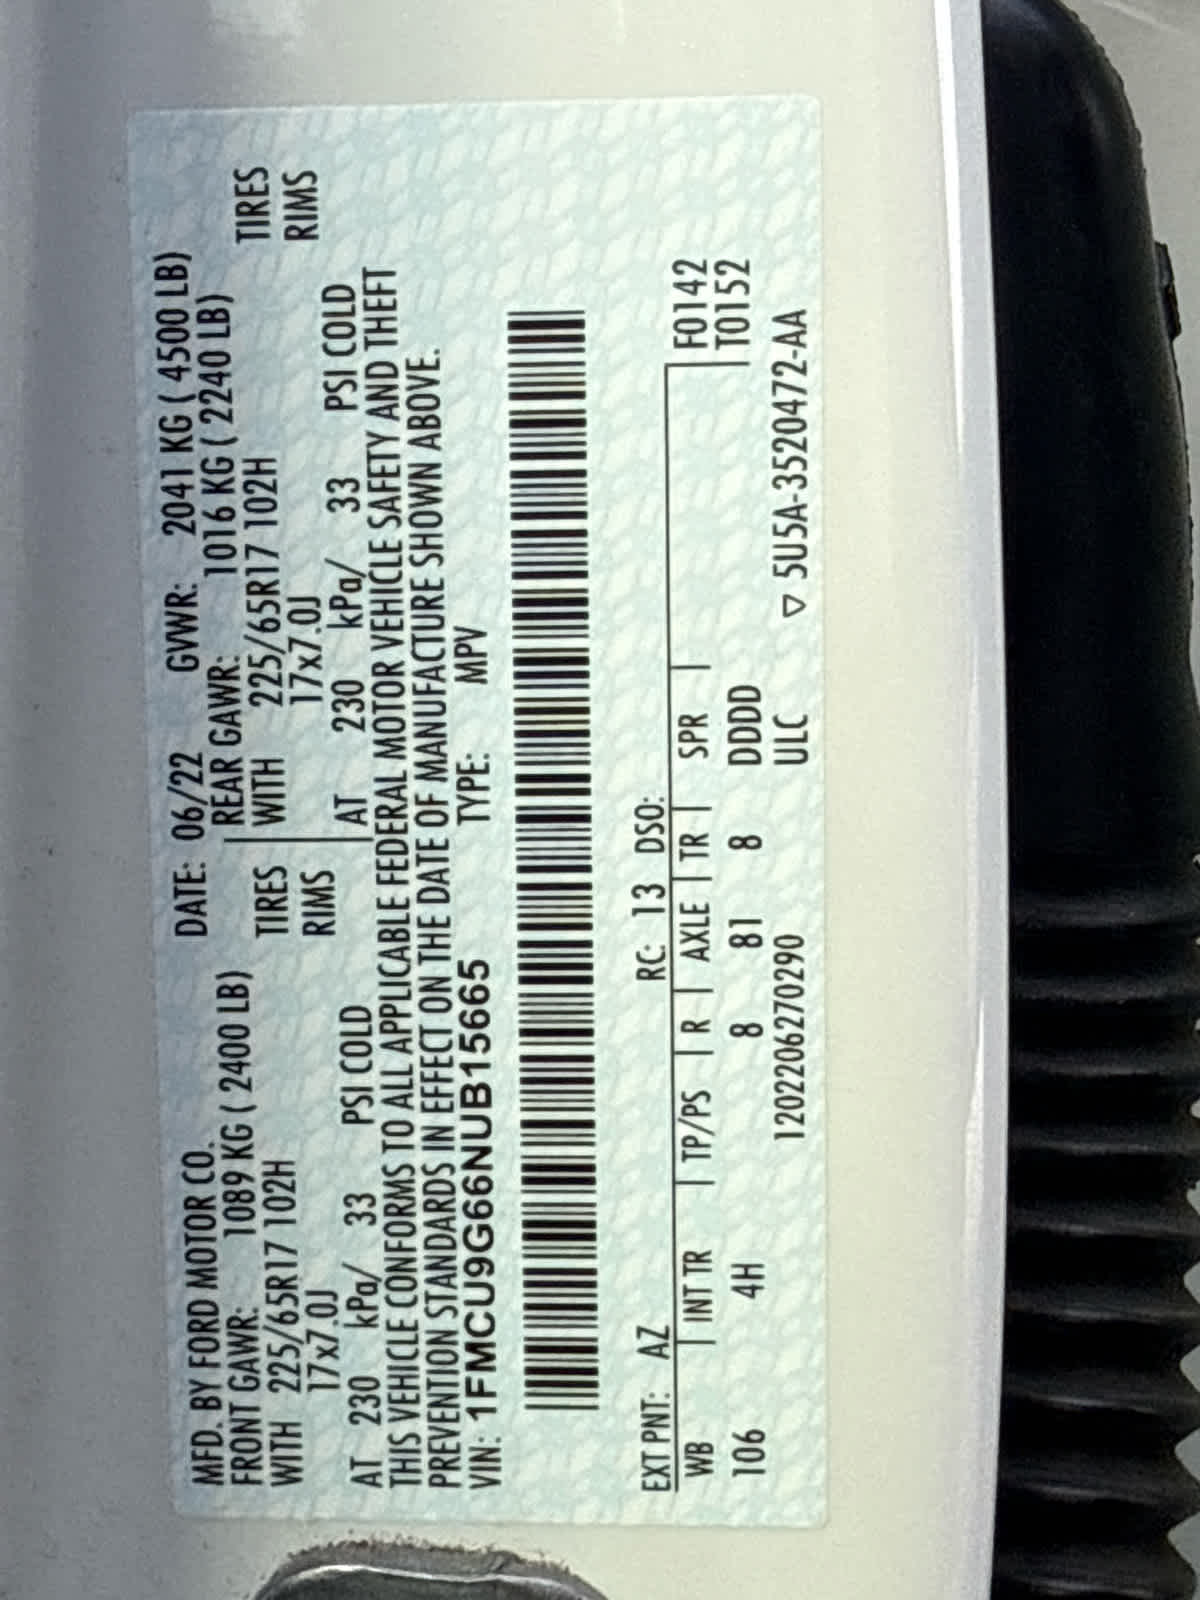 MFD. BY FORD MOTOR CO. DATE: 06/22 GVWR: 2041 KG ( 4500 LB)
FRONT GAWR: 1089 KG ( 2400 LB) REAR GAWR: 1016 KG ( 2240 LB)
WITH 225/65R17 102H TIRES WITH 225/65R17 102H TIRES
17x7.0J RIMS 17x7.0J RIMS
AT 230 kPa/ 33 PSI COLD AT 230 kPa/ 33 PSI COLD
THIS VEHICLE CONFORMS TO ALL APPLICABLE FEDERAL MOTOR VEHICLE SAFETY AND THEFT
PREVENTION STANDARDS IN EFFECT ON THE DATE OF MANUFACTURE SHOWN ABOVE.
VIN: 1FMCU9G66NUB15665 TYPE: MPV
EXT PNT: AZ RC: 13 DSO:
WB | INT TR | TP/PS | R | AXLE | TR | SPR | F0142
106 4H 8 81 8 DDDD T0152
1202206270290 ULC ▽ 5U5A-3520472-AA